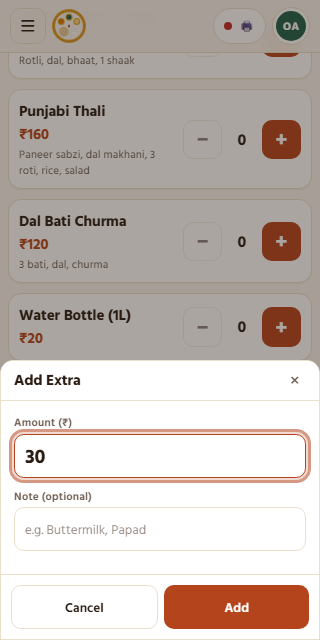 OA
Rotli, dal, bhaat, 1 shaak
Punjabi Thali
₹160
Paneer sabzi, dal makhani, 3
roti, rice, salad
− 0 +
Dal Bati Churma
₹120
3 bati, dal, churma
− 0 +
Water Bottle (1L)
₹20
− 0 +
Add Extra ×
Amount (₹)
30
Note (optional)
e.g. Buttermilk, Papad
Cancel Add